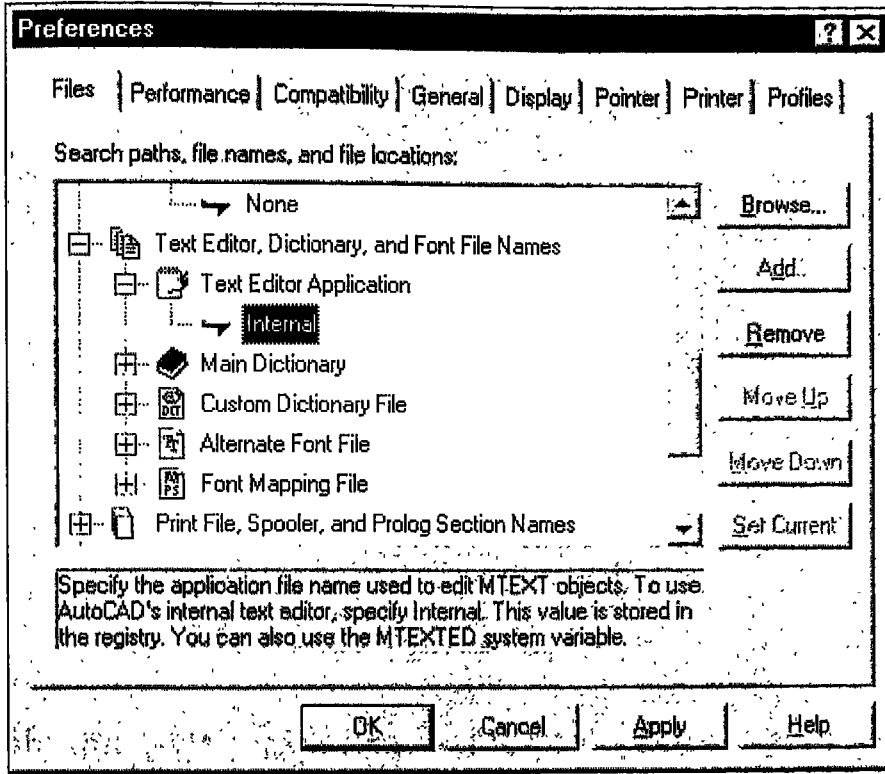 Preferences
Files Performance Compatibility General Display Pointer Printer Profiles
Search paths, file names, and file locations:
None
Browse...
Text Editor, Dictionary, and Font File Names
Text Editor Application
Add..
Internal
Remove
Main Dictionary
Custom Dictionary File
Move Up
Alternate Font File
Move Down
Font Mapping File
Print File, Spooler, and Prolog Section Names
Set Current
Specify the application file name used to edit MTEXT objects. To use
AutoCAD's internal text editor, specify Internal. This value is stored in
the registry. You can also use the MTEXTED system variable.
OK Cancel Apply Help